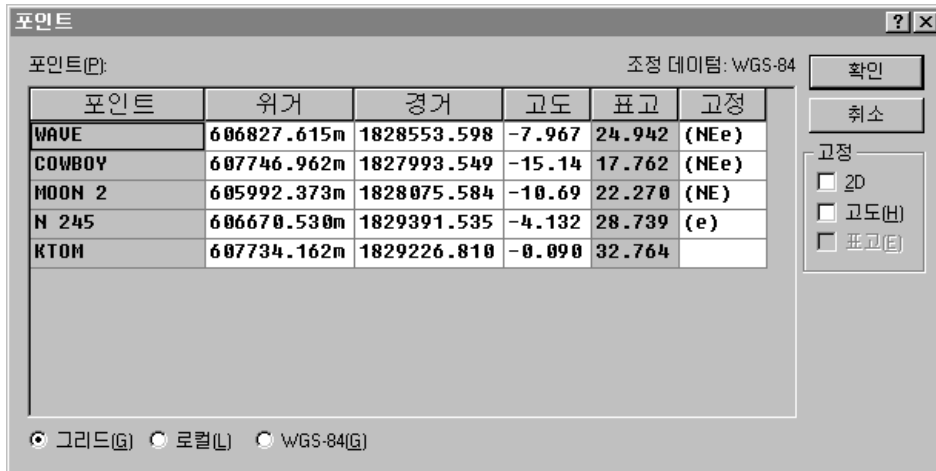 포인트
포인트(P):
조정 데이텀: WGS-84
포인트 위거 경거 고도 표고 고정
WAVE 606827.615m 1828553.598 -7.967 24.942 (NEe)
COWBOY 607746.962m 1827993.549 -15.14 17.762 (NEe)
MOON 2 605992.373m 1828075.584 -10.69 22.270 (NE)
N 245 606670.530m 1829391.535 -4.132 28.739 (e)
KTOM 607734.162m 1829226.810 -0.090 32.764
확인
취소
고정
2D
고도(H)
표고(E)
그리드(G) 로컬(L) WGS-84(G)